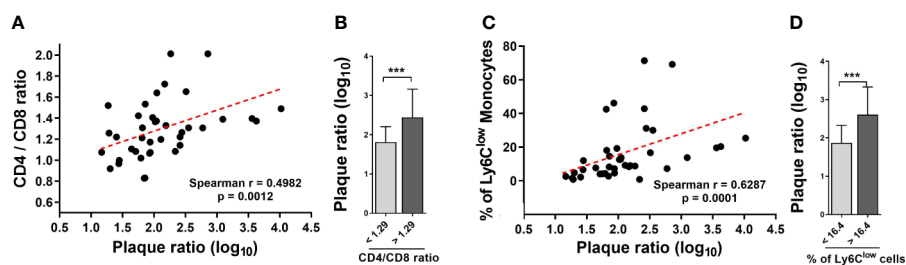 A
CD4 / CD8 ratio
2.0
1.8
1.6
1.4
1.2
1.0
0.8
0.6
Spearman r = 0.4982
p = 0.0012
0.5 1.0 1.5 2.0 2.5 3.0 3.5 4.0 4.5
Plaque ratio (log10)
B
Plaque ratio (log10)
4
3
2
1
0
***
< 1.29 > 1.29
CD4/CD8 ratio
C
% of Ly6Clow Monocytes
80
60
40
20
0
Spearman r = 0.6287
p = 0.0001
0.5 1.0 1.5 2.0 2.5 3.0 3.5 4.0 4.5
Plaque ratio (log10)
D
Plaque ratio (log10)
4
3
2
1
0
***
< 16.4 > 16.4
% of Ly6Clow cells